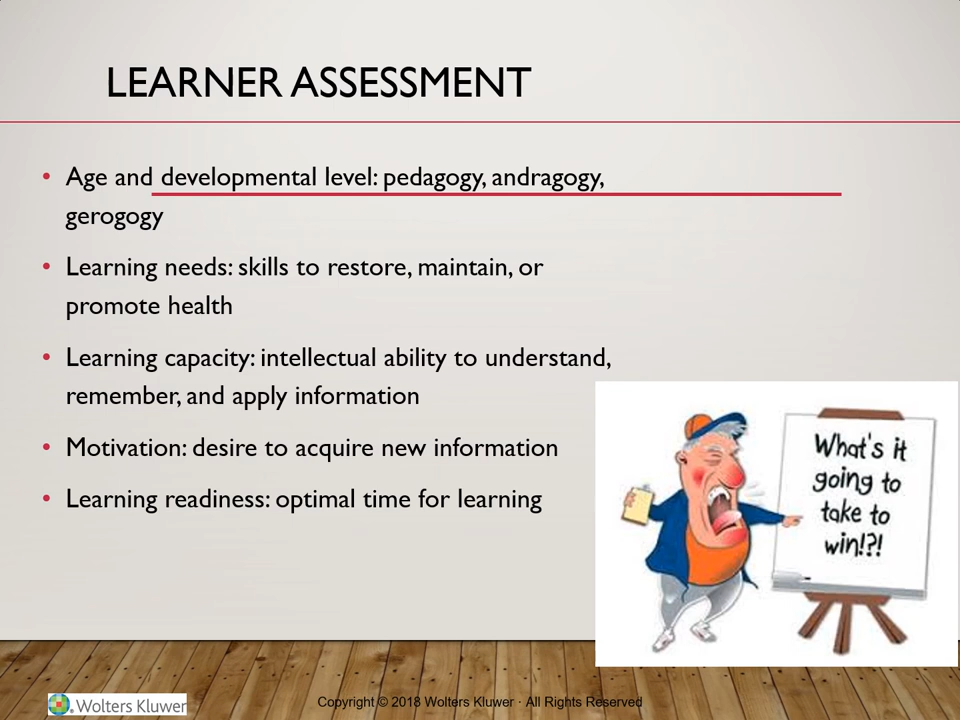 LEARNER ASSESSMENT
• Age and developmental level: pedagogy, andragogy,
gerogogy
• Learning needs: skills to restore, maintain, or
promote health
• Learning capacity: intellectual ability to understand,
remember, and apply information
• Motivation: desire to acquire new information
• Learning readiness: optimal time for learning
What's it
going to
take to
win!?!
Wolters Kluwer
Copyright © 2018 Wolters Kluwer · All Rights Reserved